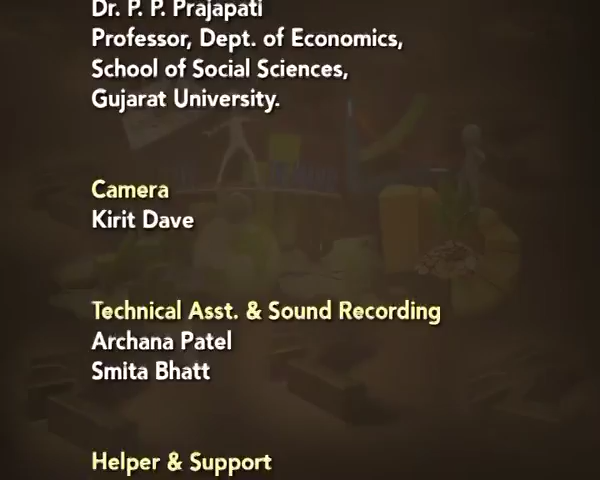 Dr. P. P. Prajapati
Professor, Dept. of Economics,
School of Social Sciences,
Gujarat University.
Camera
Kirit Dave
Technical Asst. & Sound Recording
Archana Patel
Smita Bhatt
Helper & Support